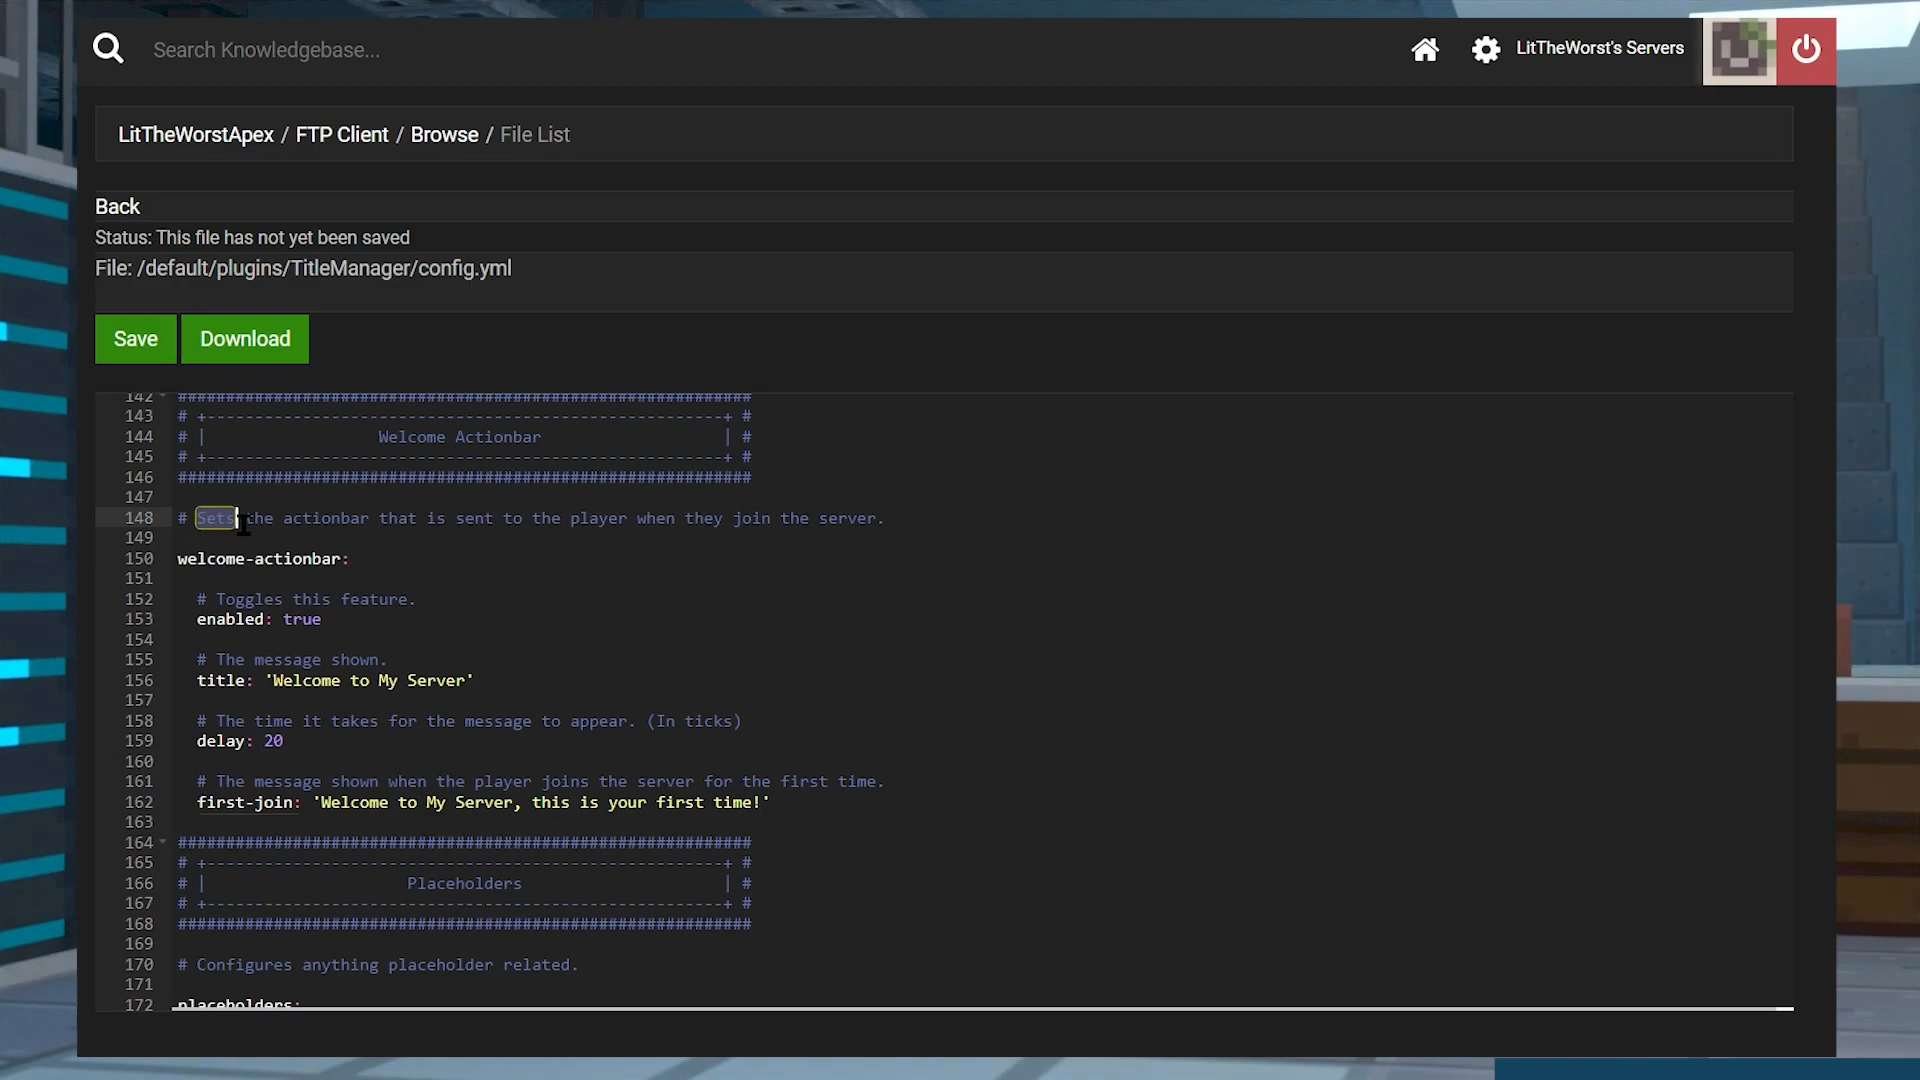 Search Knowledgebase...
LitTheWorst's Servers
LitTheWorstApex / FTP Client / Browse / File List
Back
Status: This file has not yet been saved
File: /default/plugins/TitleManager/config.yml
Save
Download
142 ############################################################
143 # +------------------------------------------------------+ #
144 # | Welcome Actionbar | #
145 # +------------------------------------------------------+ #
146 ############################################################
147
148 # Sets the actionbar that is sent to the player when they join the server.
149
150 welcome-actionbar:
151
152 # Toggles this feature.
153 enabled: true
154
155 # The message shown.
156 title: 'Welcome to My Server'
157
158 # The time it takes for the message to appear. (In ticks)
159 delay: 20
160
161 # The message shown when the player joins the server for the first time.
162 first-join: 'Welcome to My Server, this is your first time!'
163
164 ############################################################
165 # +------------------------------------------------------+ #
166 # | Placeholders | #
167 # +------------------------------------------------------+ #
168 ############################################################
169
170 # Configures anything placeholder related.
171
172 placeholders: